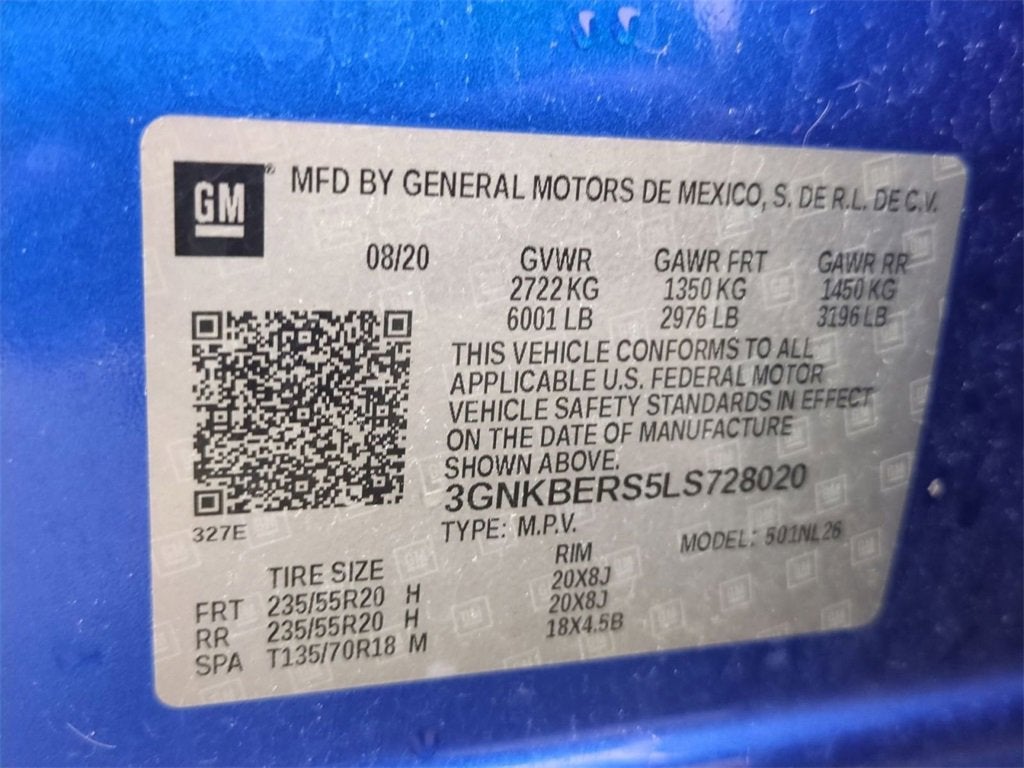 GM® MFD BY GENERAL MOTORS DE MEXICO, S. DE R.L. DE C.V.
08/20 GVWR GAWR FRT GAWR RR
2722 KG 1350 KG 1450 KG
6001 LB 2976 LB 3196 LB
THIS VEHICLE CONFORMS TO ALL
APPLICABLE U.S. FEDERAL MOTOR
VEHICLE SAFETY STANDARDS IN EFFECT
ON THE DATE OF MANUFACTURE
SHOWN ABOVE.
3GNKBERS5LS728020
327E TYPE: M.P.V. MODEL: 501NL26
TIRE SIZE RIM
FRT 235/55R20 H 20X8J
RR 235/55R20 H 20X8J
SPA T135/70R18 M 18X4.5B